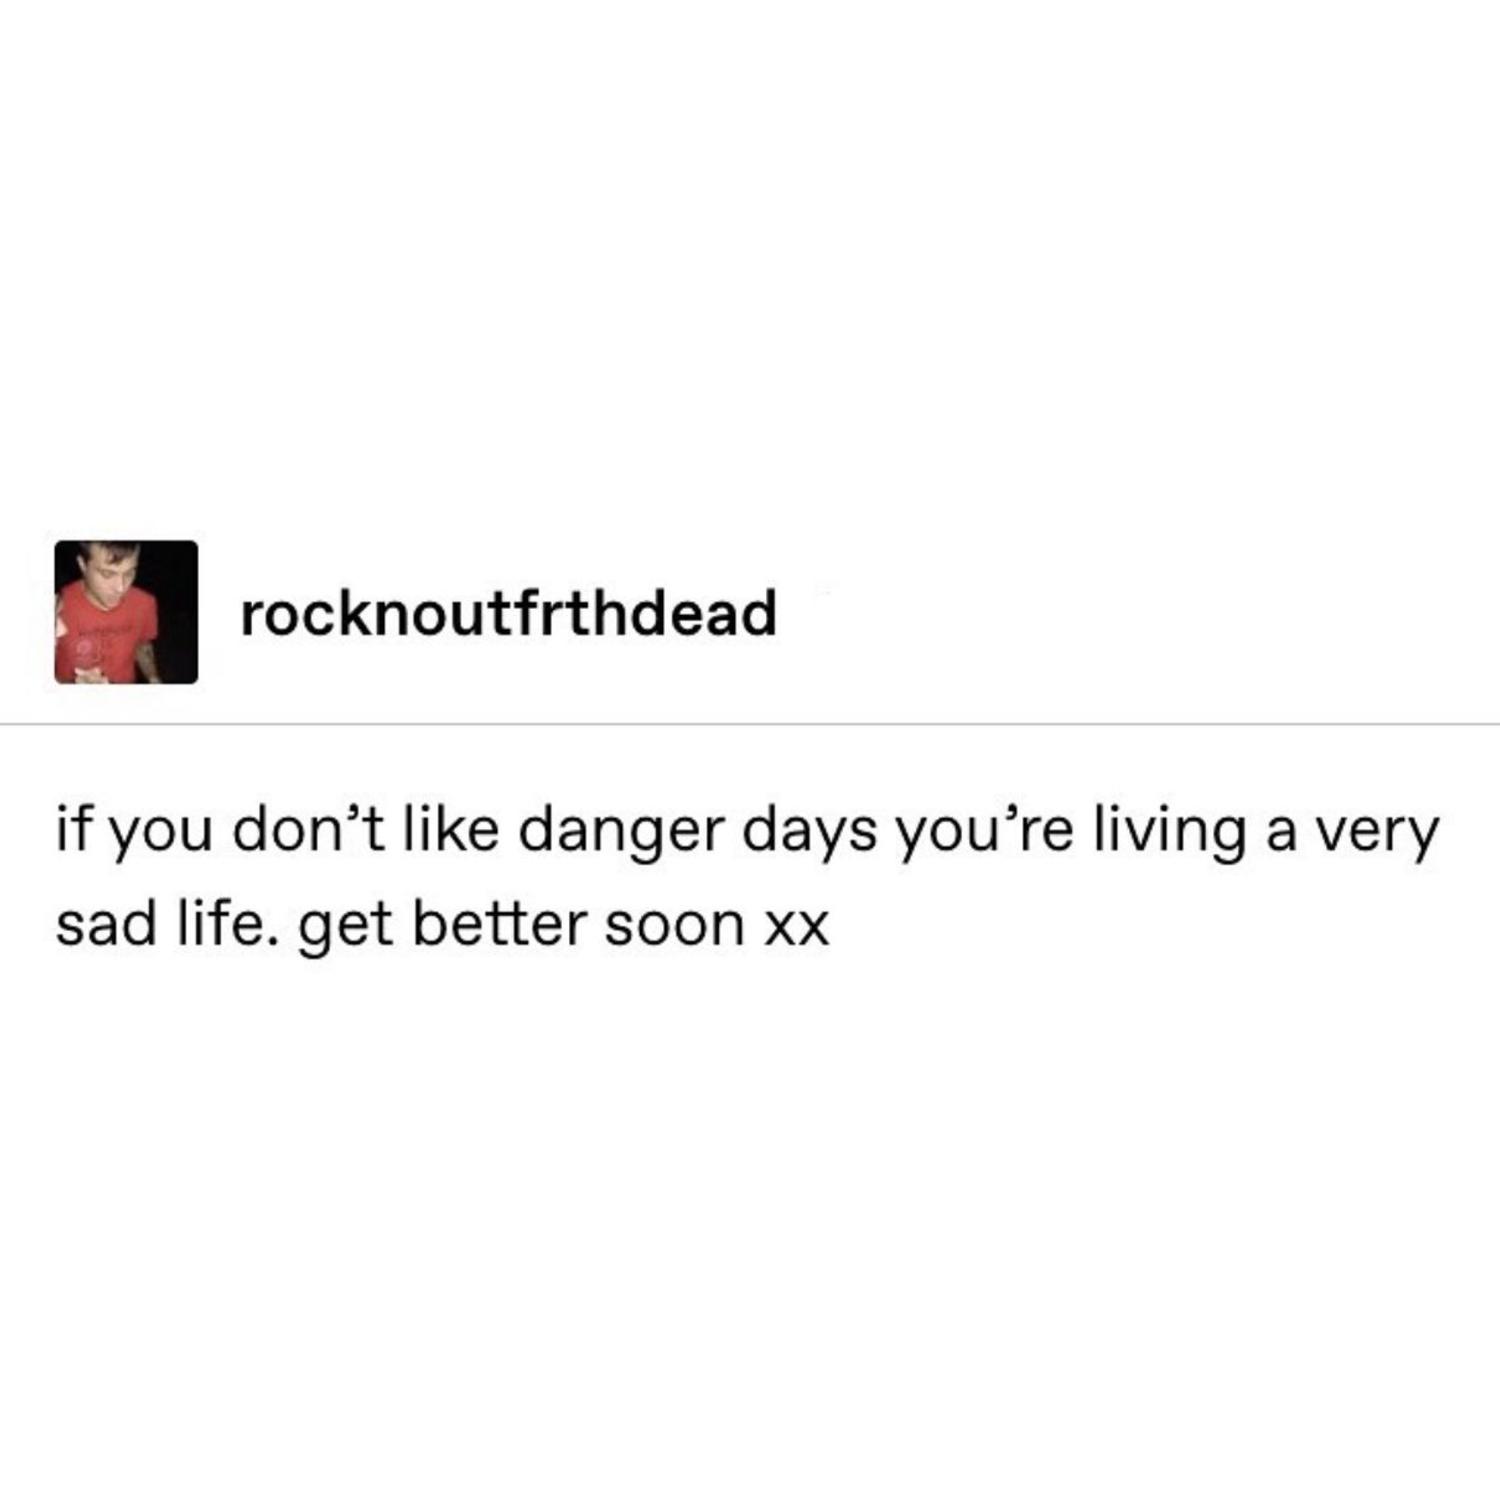 rocknoutfrthdead
if you don’t like danger days you’re living a very
sad life. get better soon xx